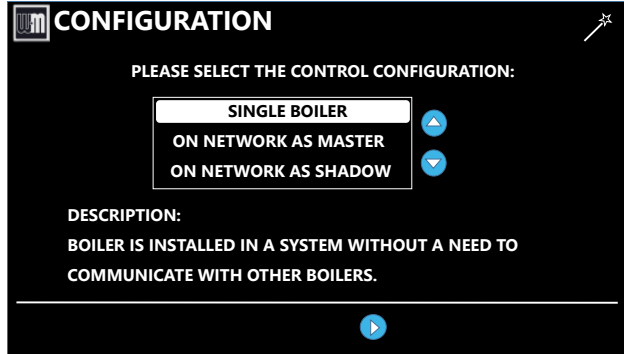 WM CONFIGURATION
PLEASE SELECT THE CONTROL CONFIGURATION:
SINGLE BOILER
ON NETWORK AS MASTER
ON NETWORK AS SHADOW
DESCRIPTION:
BOILER IS INSTALLED IN A SYSTEM WITHOUT A NEED TO
COMMUNICATE WITH OTHER BOILERS.